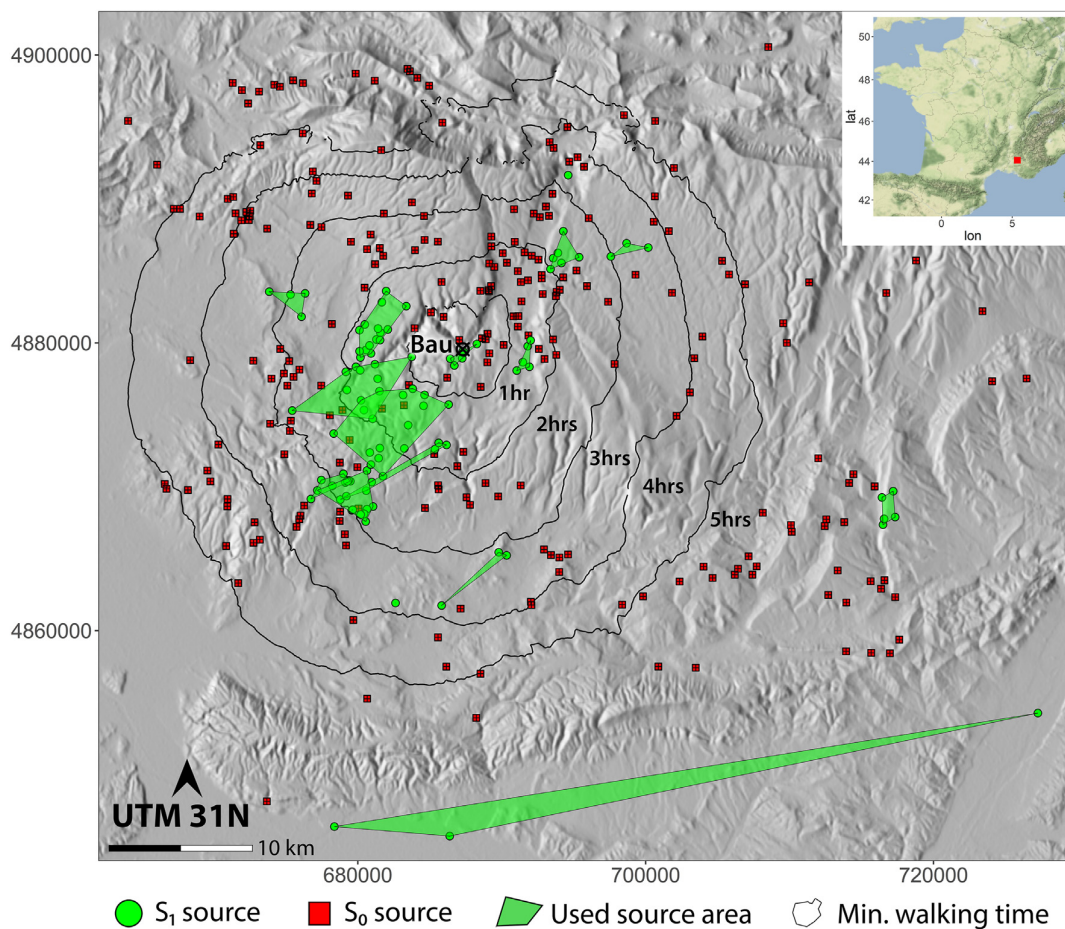 4900000
4880000
4860000
680000
700000
720000
50
48
46
44
42
lat
0
5
lon
Bau
1hr
2hrs
3hrs
4hrs
5hrs
UTM 31N
10 km
S₁ source
S₀ source
Used source area
Min. walking time